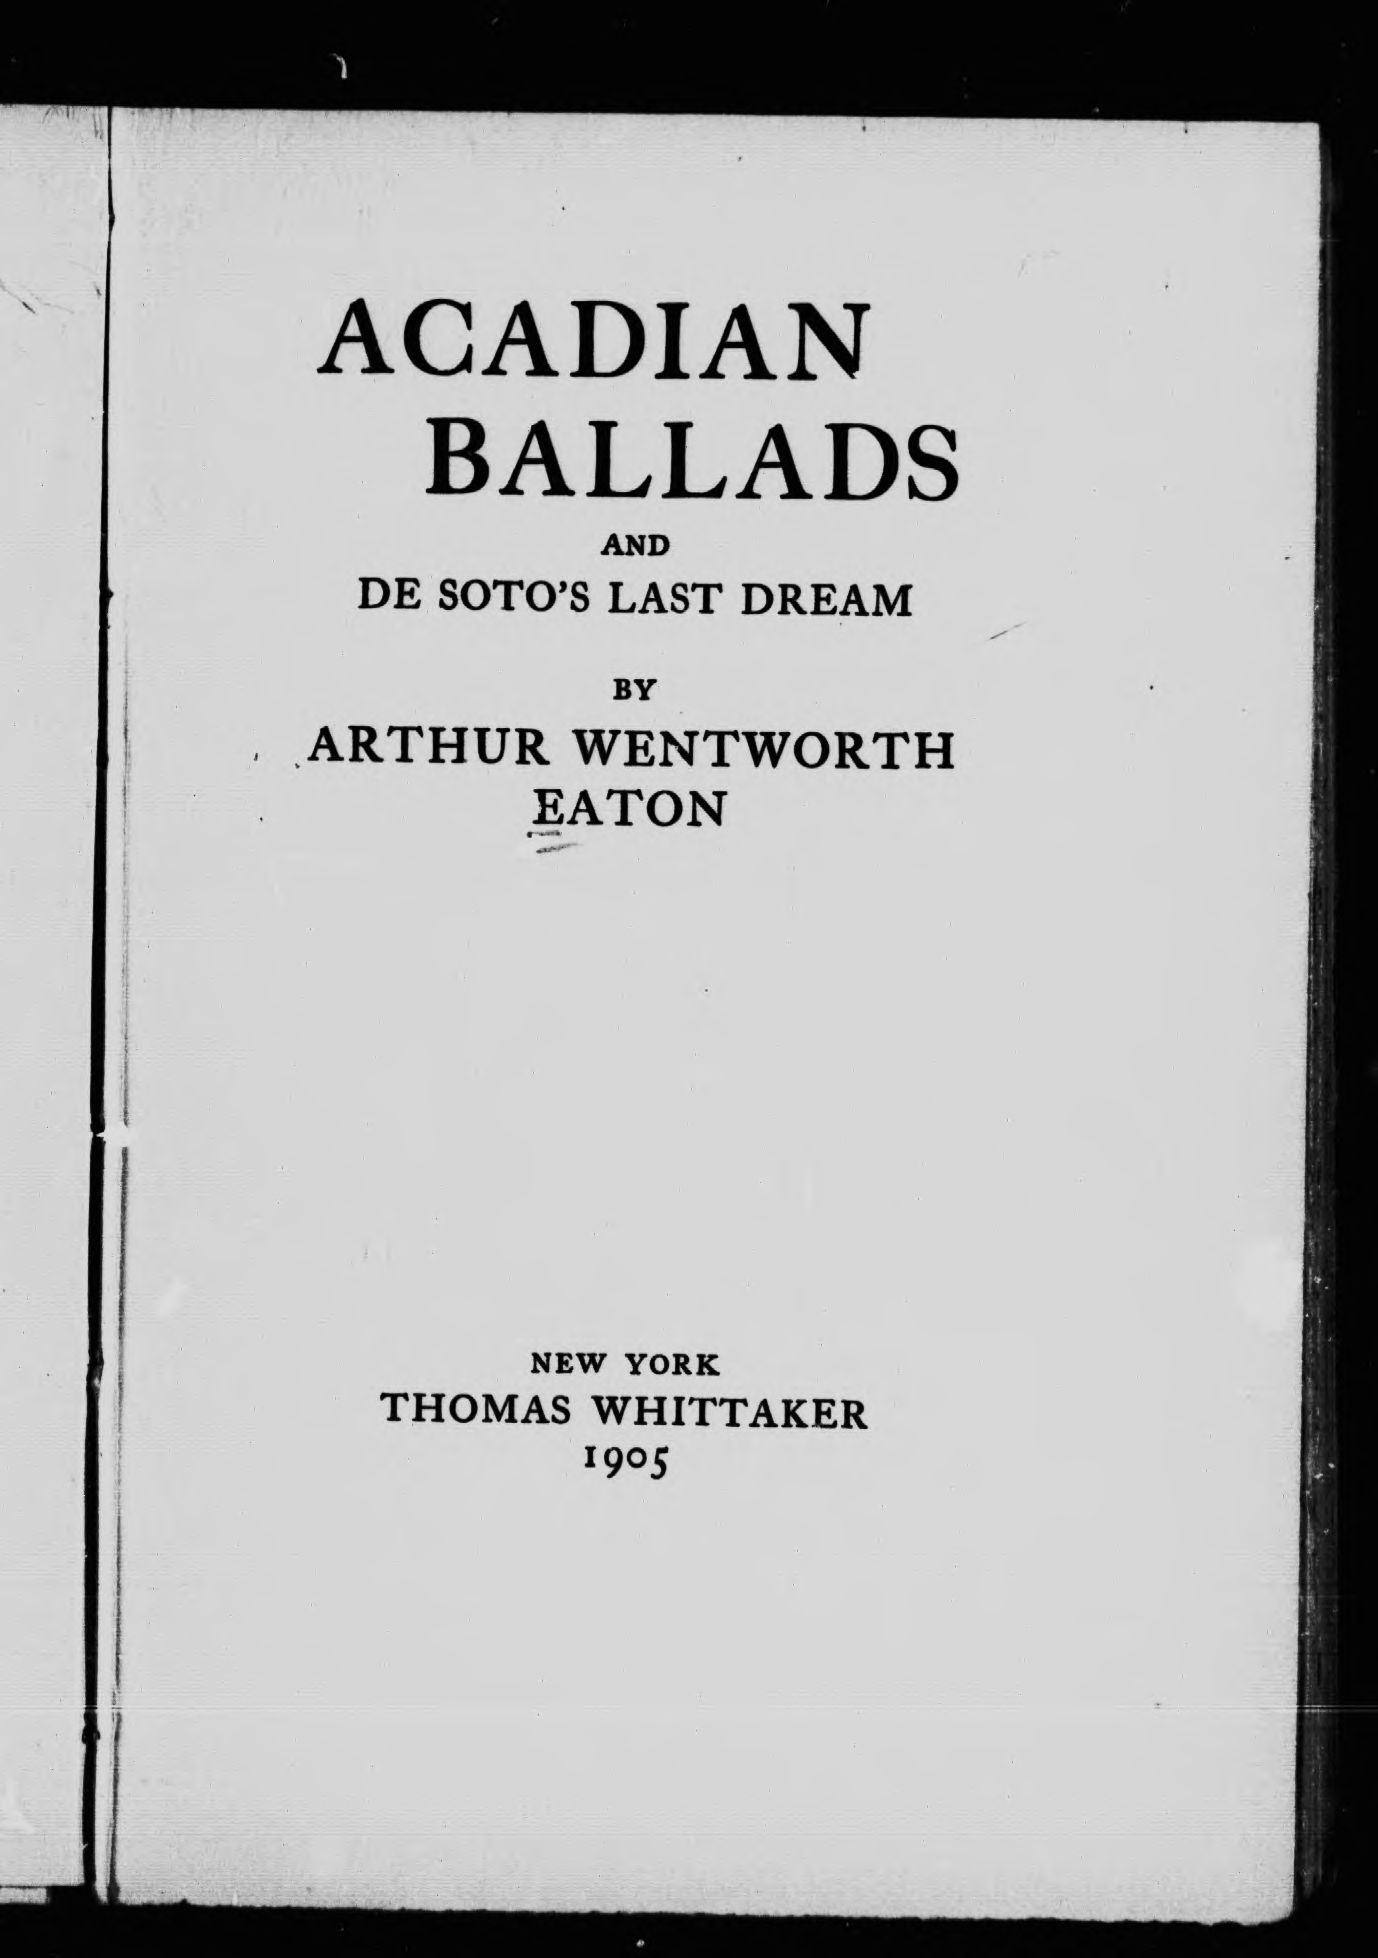 ACADIAN
BALLADS
AND
DE SOTO'S LAST DREAM
BY
ARTHUR WENTWORTH
EATON
NEW YORK
THOMAS WHITTAKER
1905